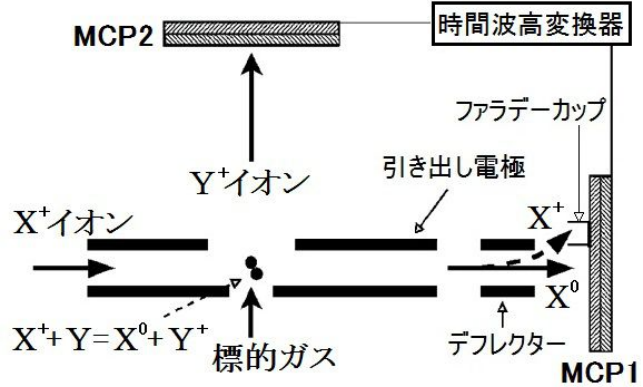 MCP2
時間波高変換器
ファラデーカップ
Y⁺イオン
引き出し電極
X⁺イオン
X⁺
X⁰
X⁺+Y=X⁰+Y⁺
標的ガス
デフレクター
MCP1